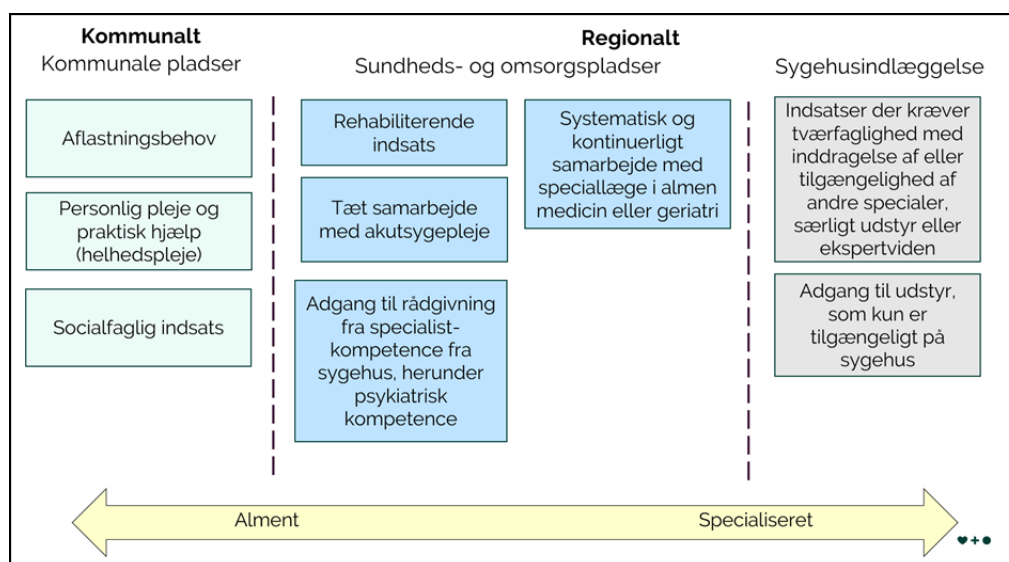 Kommunalt
Kommunale pladser
Regionalt
Sundheds- og omsorgspladser
Sygehusindlæggelse
Aflastningsbehov
Personlig pleje og
praktisk hjælp
(helhedspleje)
Socialfaglig indsats
Rehabiliterende
indsats
Tæt samarbejde
med akutsygepleje
Adgang til rådgivning
fra specialist-
kompetence fra
sygehus, herunder
psykiatrisk
kompetence
Systematisk og
kontinuerligt
samarbejde med
speciallæge i almen
medicin eller geriatri
Indsatser der kræver
tværfaglighed med
inddragelse af eller
tilgængelighed af
andre specialer,
særligt udstyr eller
ekspertviden
Adgang til udstyr,
som kun er
tilgængeligt på
sygehus
Alment
Specialiseret